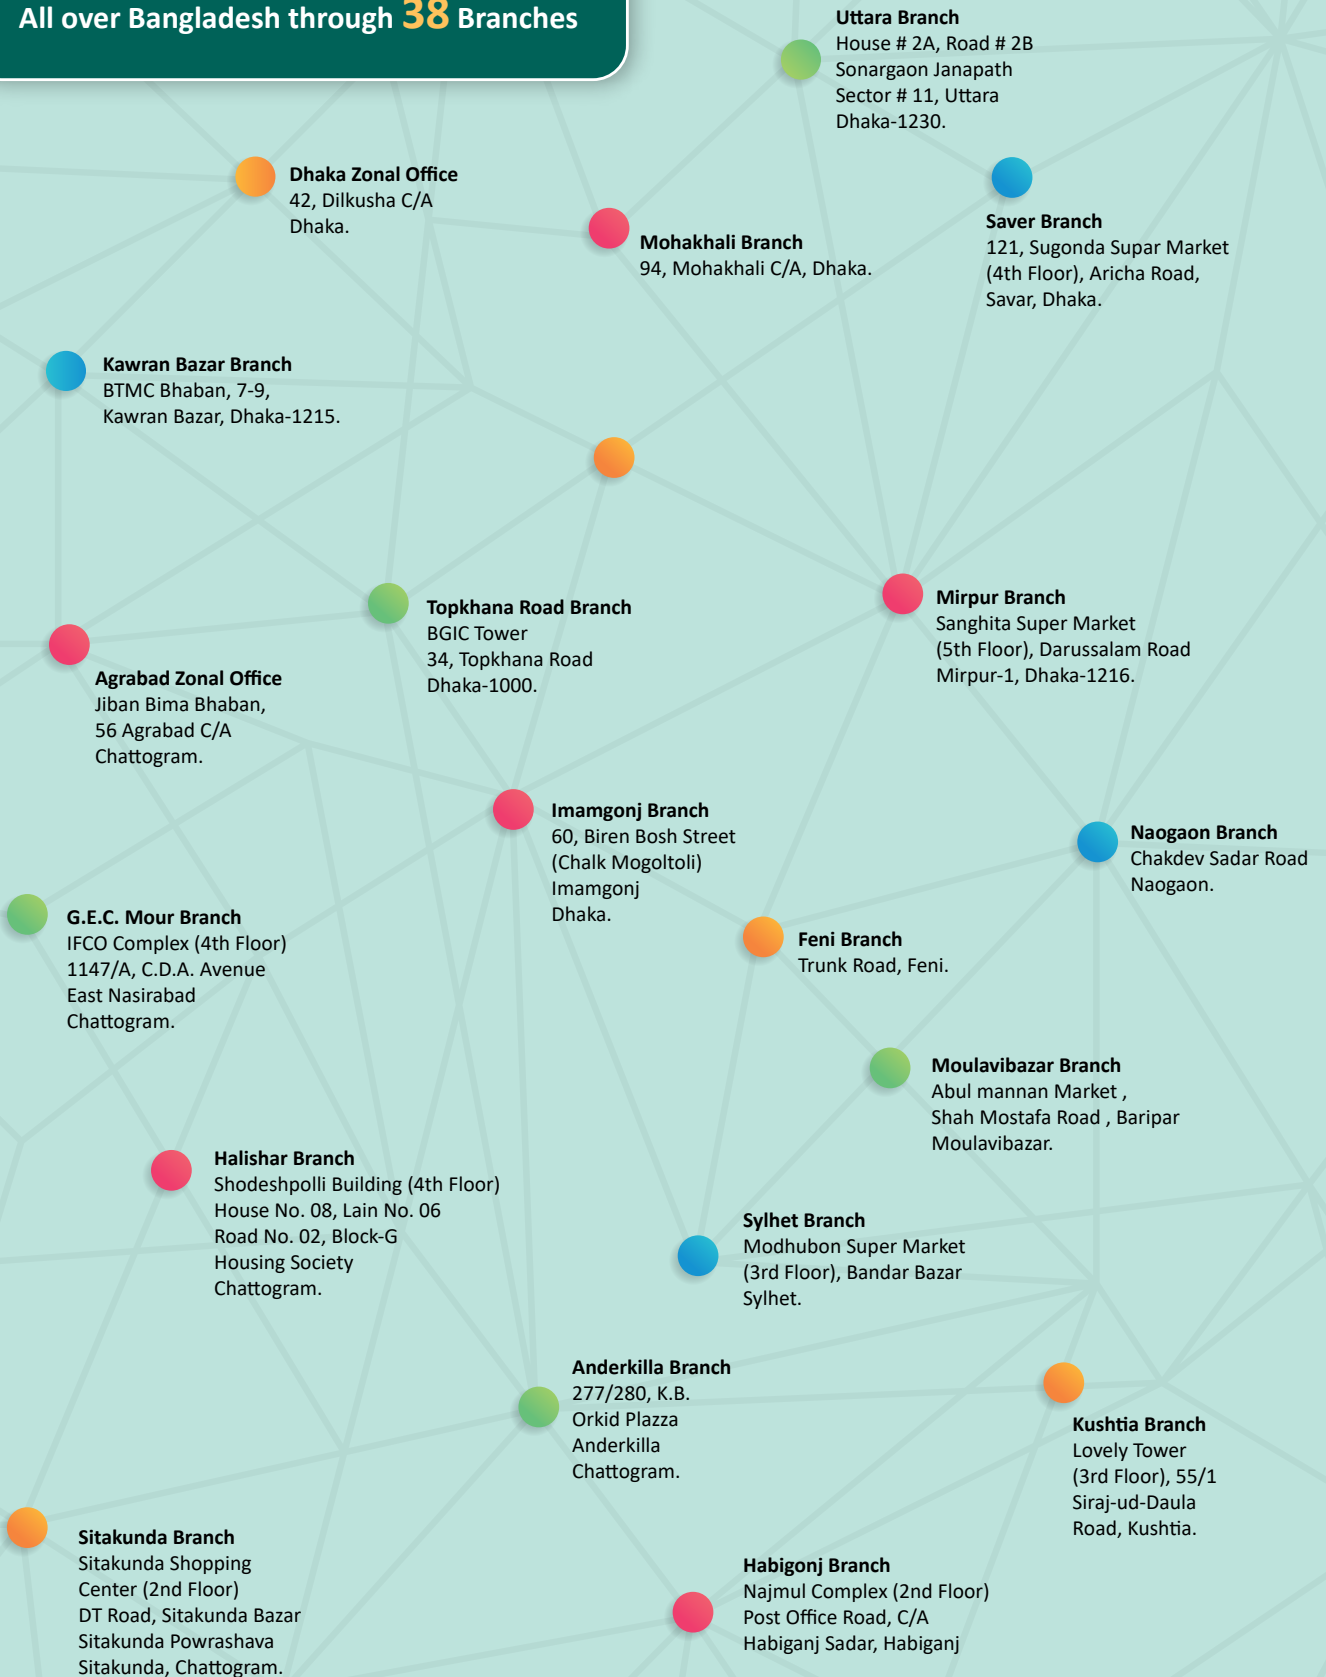 All over Bangladesh through 38 Branches
Uttara Branch
House # 2A, Road # 2B
Sonargaon Janapath
Sector # 11, Uttara
Dhaka-1230.
Dhaka Zonal Office
42, Dilkusha C/A
Dhaka.
Mohakhali Branch
94, Mohakhali C/A, Dhaka.
Saver Branch
121, Sugonda Supar Market
(4th Floor), Aricha Road,
Savar, Dhaka.
Kawran Bazar Branch
BTMC Bhaban, 7-9,
Kawran Bazar, Dhaka-1215.
Topkhana Road Branch
BGIC Tower
34, Topkhana Road
Dhaka-1000.
Mirpur Branch
Sanghita Super Market
(5th Floor), Darussalam Road
Mirpur-1, Dhaka-1216.
Agrabad Zonal Office
Jiban Bima Bhaban,
56 Agrabad C/A
Chattogram.
Imamgonj Branch
60, Biren Bosh Street
(Chalk Mogoltoli)
Imamgonj
Dhaka.
Naogaon Branch
Chakdev Sadar Road
Naogaon.
G.E.C. Mour Branch
IFCO Complex (4th Floor)
1147/A, C.D.A. Avenue
East Nasirabad
Chattogram.
Feni Branch
Trunk Road, Feni.
Moulavibazar Branch
Abul mannan Market ,
Shah Mostafa Road , Baripar
Moulavibazar.
Halishar Branch
Shodeshpolli Building (4th Floor)
House No. 08, Lain No. 06
Road No. 02, Block-G
Housing Society
Chattogram.
Sylhet Branch
Modhubon Super Market
(3rd Floor), Bandar Bazar
Sylhet.
Anderkilla Branch
277/280, K.B.
Orkid Plazza
Anderkilla
Chattogram.
Kushtia Branch
Lovely Tower
(3rd Floor), 55/1
Siraj-ud-Daula
Road, Kushtia.
Sitakunda Branch
Sitakunda Shopping
Center (2nd Floor)
DT Road, Sitakunda Bazar
Sitakunda Powrashava
Sitakunda, Chattogram.
Habigonj Branch
Najmul Complex (2nd Floor)
Post Office Road, C/A
Habiganj Sadar, Habiganj